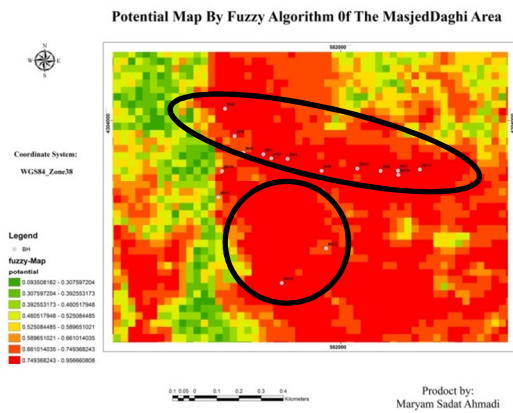 Potential Map By Fuzzy Algorithm 0f The MasjedDaghi Area
N
W
E
S
582000
4304000
Coordinate System:
WGS84_Zone38
Legend
BH
fuzzy-Map
potential
0.093508162 - 0.307597204
0.307597204 - 0.392553173
0.392553173 - 0.460517948
0.460517948 - 0.525084485
0.525084485 - 0.589651021
0.589651021 - 0.661014035
0.661014035 - 0.749368243
0.749368243 - 0.956660808
582000
0.1 0.05 0 0.1 0.2 0.3 0.4
Kilometers
Prodoct by:
Maryam Sadat Ahmadi